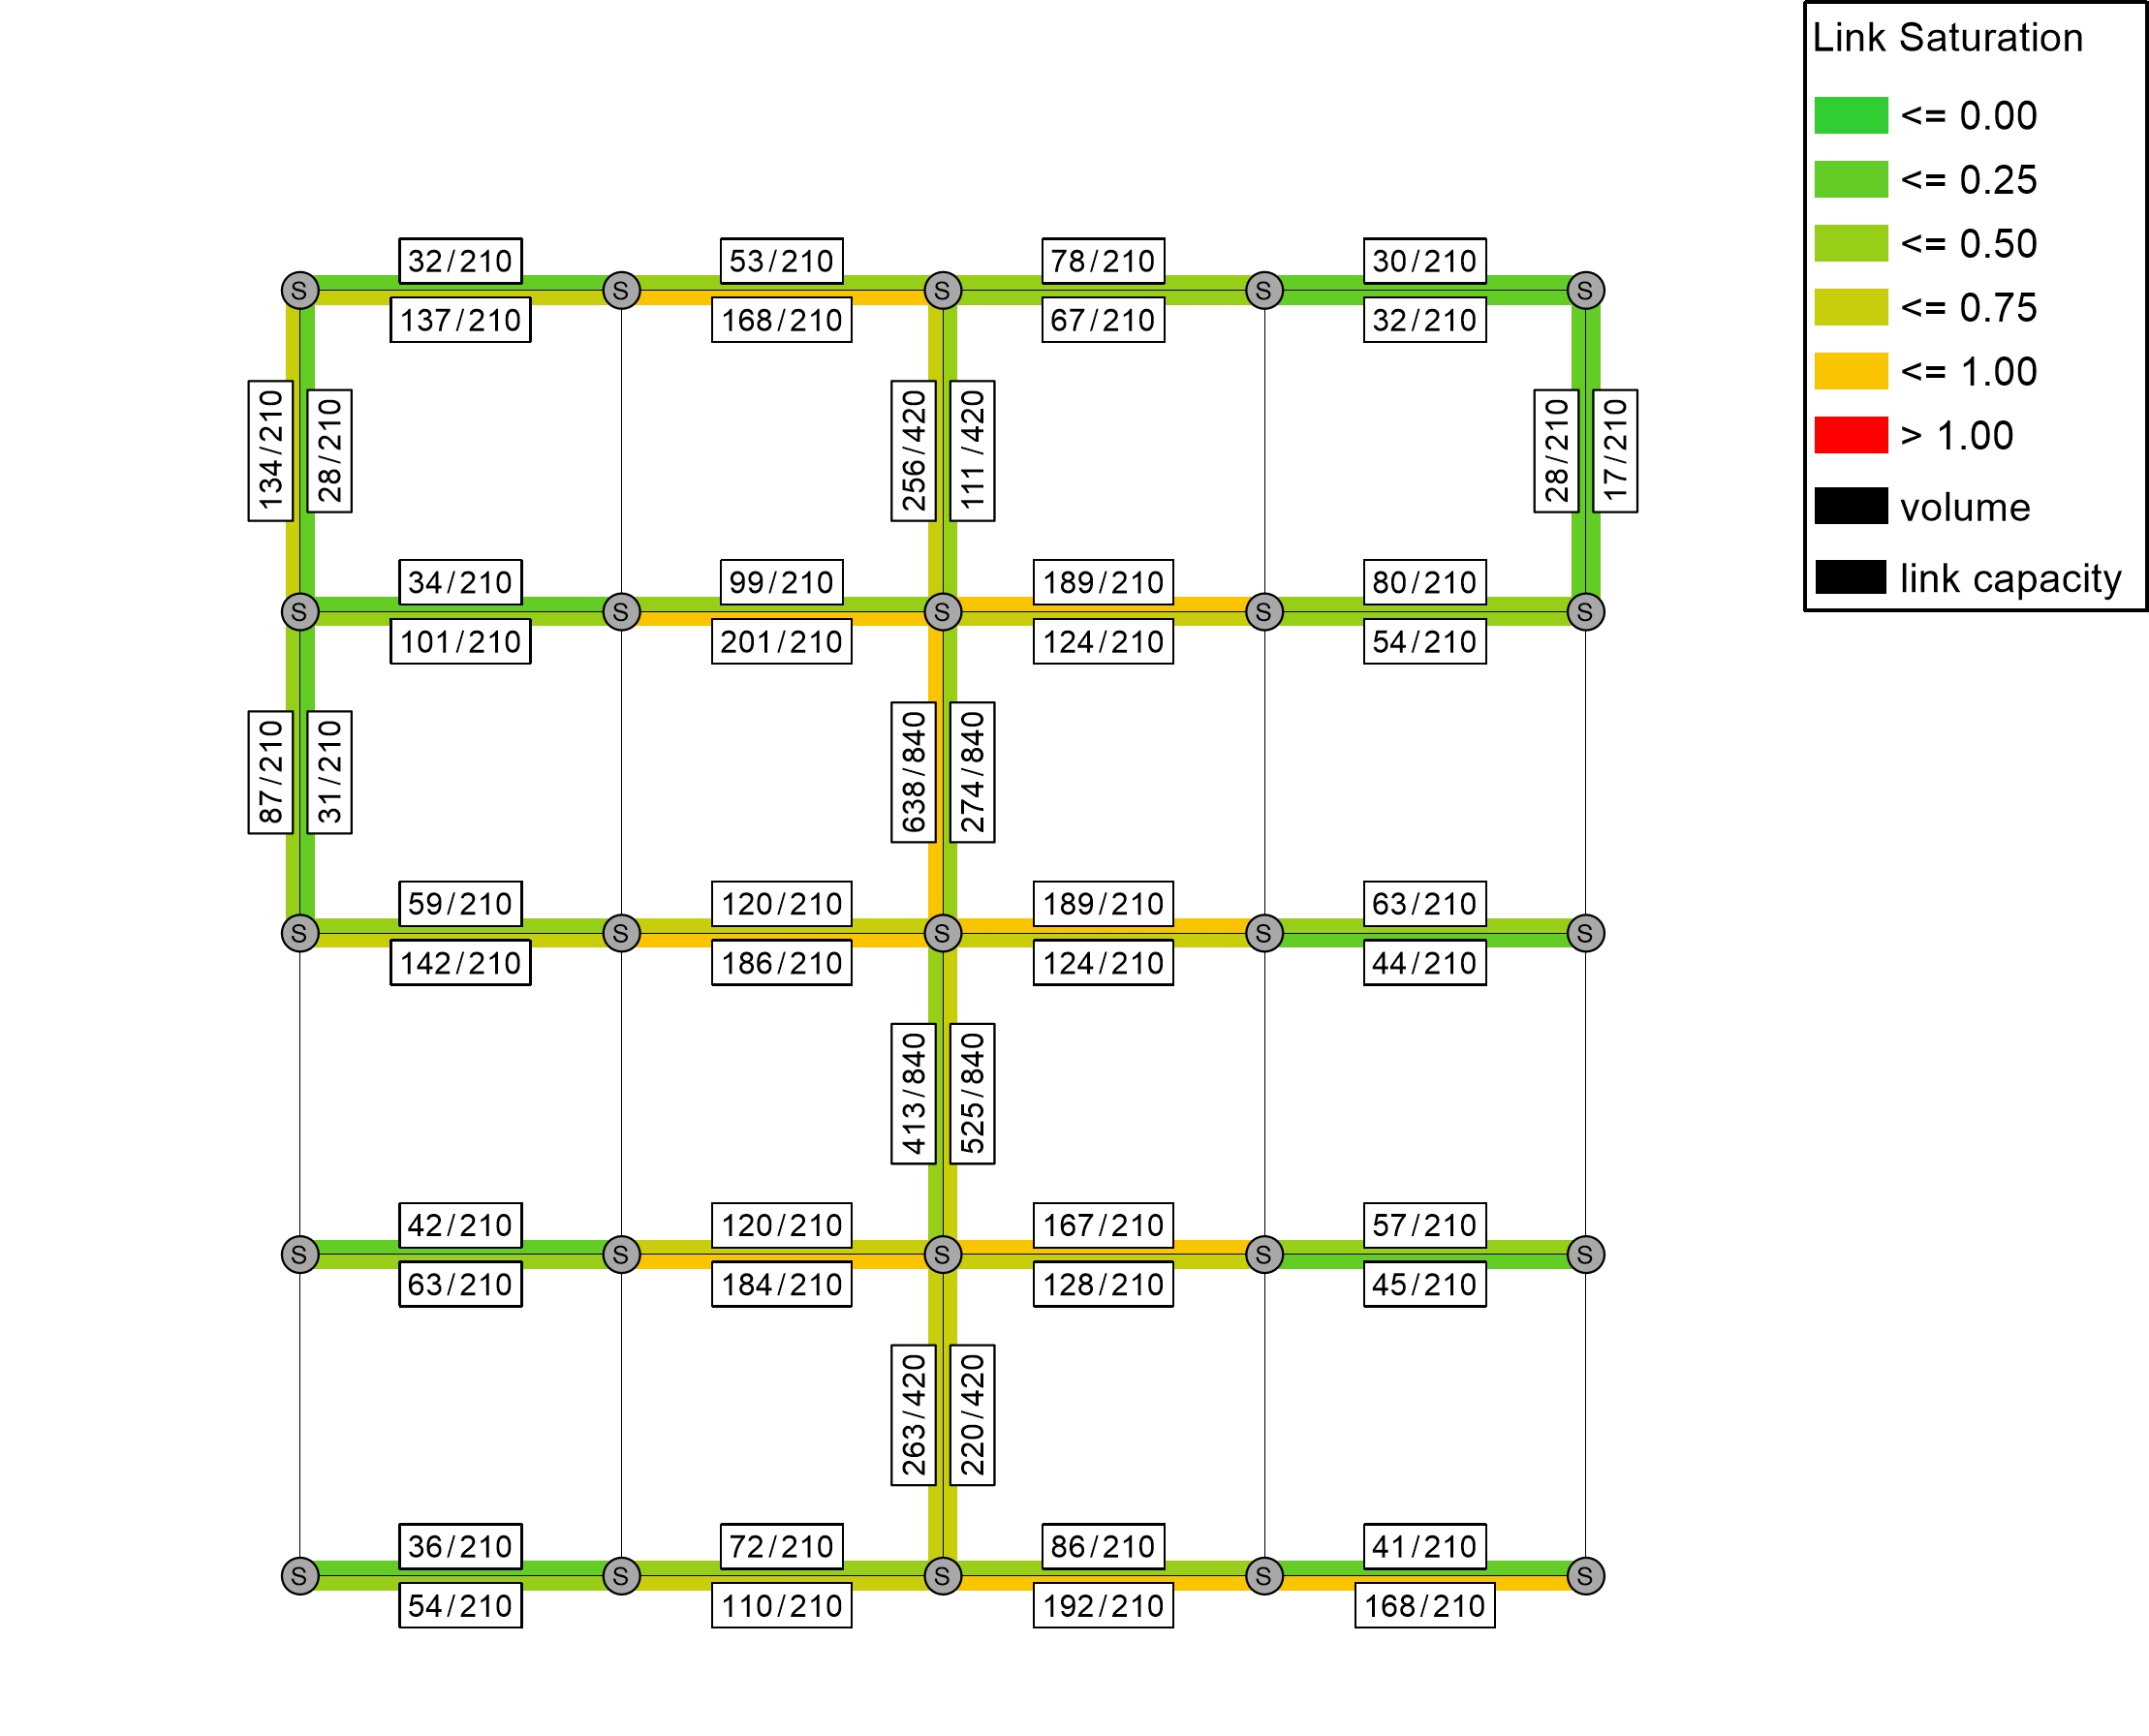 Link Saturation
<= 0.00
<= 0.25
<= 0.50
<= 0.75
<= 1.00
> 1.00
volume
link capacity
32/210 53/210 78/210 30/210
S S S S S
137/210 168/210 67/210 32/210
134/210 28/210 256/420 111/420 28/210 17/210
34/210 99/210 189/210 80/210
S S S S S
101/210 201/210 124/210 54/210
87/210 31/210 638/840 274/840
59/210 120/210 189/210 63/210
S S S S S
142/210 186/210 124/210 44/210
413/840 525/840
42/210 120/210 167/210 57/210
S S S S S
63/210 184/210 128/210 45/210
263/420 220/420
36/210 72/210 86/210 41/210
S S S S S
54/210 110/210 192/210 168/210